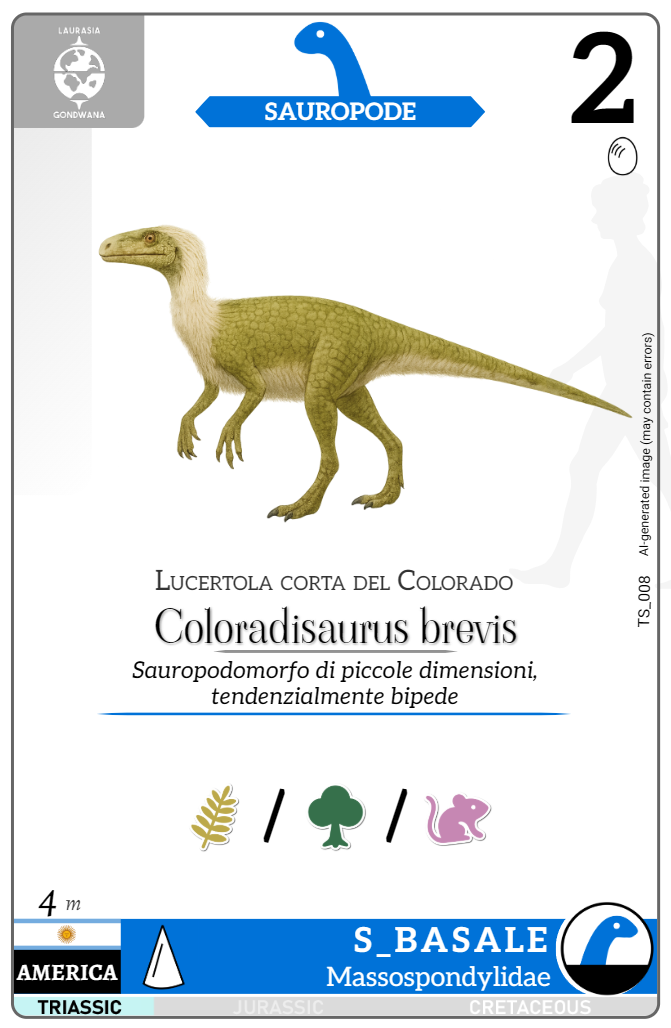 LAURASIA
GONDWANA
SAUROPODE
2
AI-generated image (may contain errors)
TS_008
Lucertola corta del Colorado
Coloradisaurus brevis
Sauropodomorfo di piccole dimensioni,
tendenzialmente bipede
/ /
4 m
S_BASALE
AMERICA
Massospondylidae
TRIASSIC JURASSIC CRETACEOUS